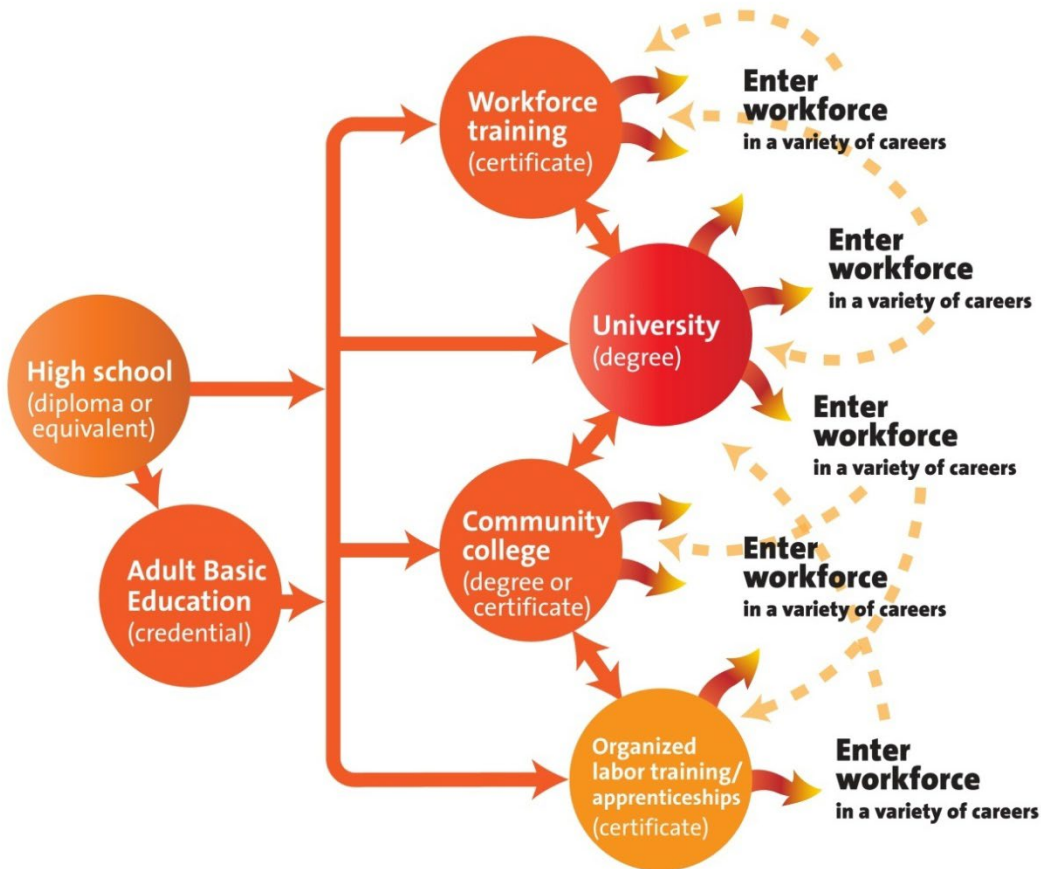 High school
(diploma or
equivalent)
Adult Basic
Education
(credential)
Workforce
training
(certificate)
University
(degree)
Community
college
(degree or
certificate)
Organized
labor training/
apprenticeships
(certificate)
Enter
workforce
in a variety of careers
Enter
workforce
in a variety of careers
Enter
workforce
in a variety of careers
Enter
workforce
in a variety of careers
Enter
workforce
in a variety of careers